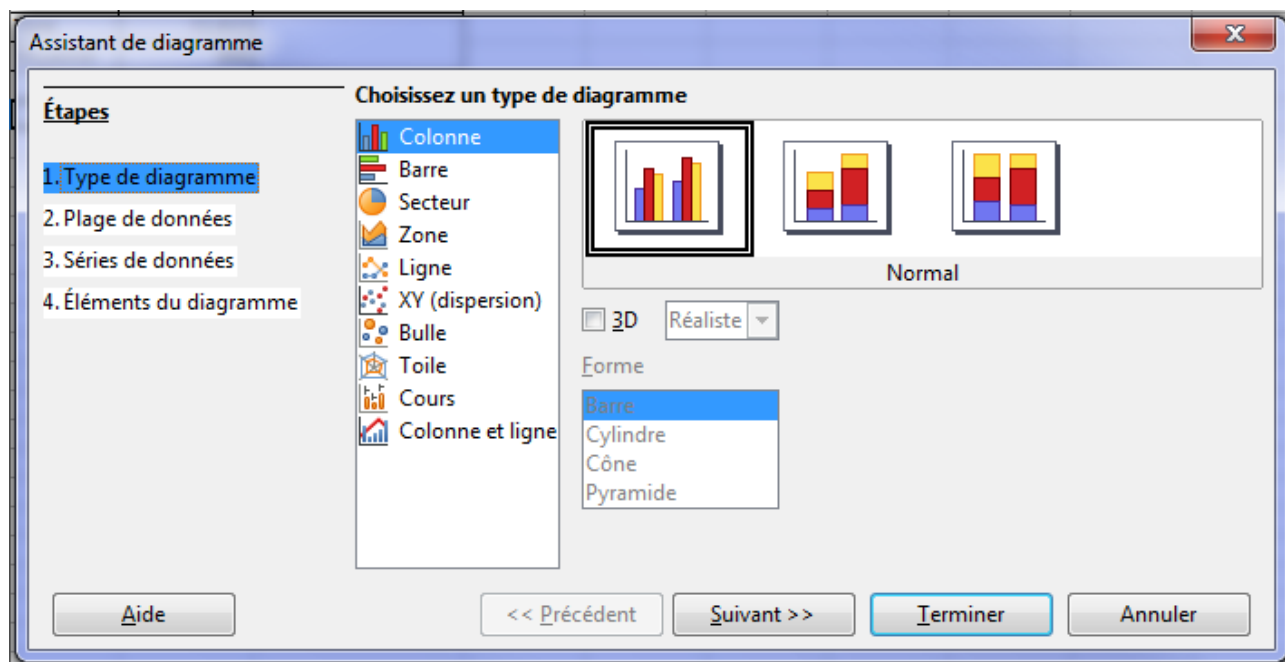 Assistant de diagramme
Étapes
1. Type de diagramme
2. Plage de données
3. Séries de données
4. Éléments du diagramme
Choisissez un type de diagramme
Colonne
Barre
Secteur
Zone
Ligne
XY (dispersion)
Bulle
Toile
Cours
Colonne et ligne
Normal
3D
Réaliste
Forme
Barre
Cylindre
Cône
Pyramide
Aide
<< Précédent
Suivant >>
Terminer
Annuler